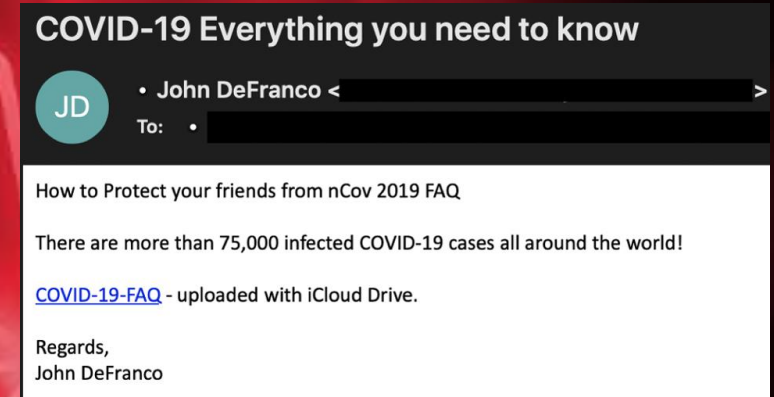 COVID-19 Everything you need to know
JD
• John DeFranco < >
To: •
How to Protect your friends from nCov 2019 FAQ
There are more than 75,000 infected COVID-19 cases all around the world!
COVID-19-FAQ - uploaded with iCloud Drive.
Regards,
John DeFranco